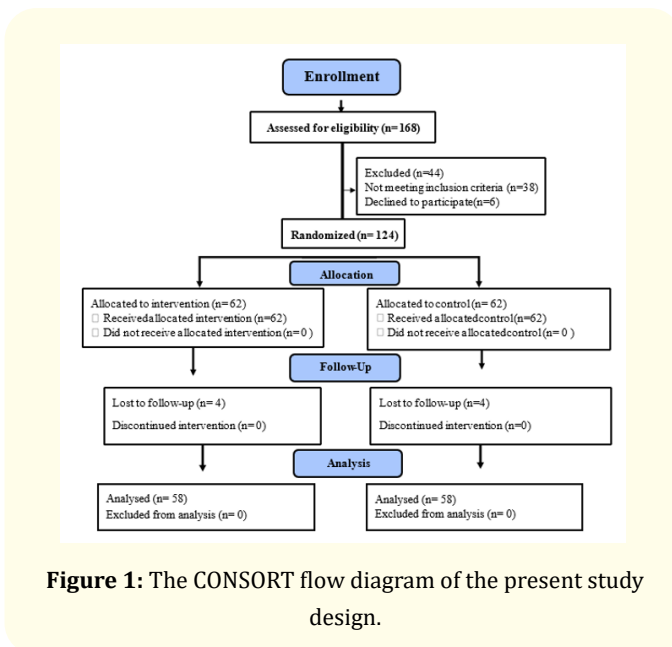 Enrollment
Assessed for eligibility (n=168)
Excluded (n=44)
Not meeting inclusion criteria (n=38)
Declined to participate(n=6)
Randomized (n=124)
Allocation
Allocated to intervention (n=62)
Received allocated intervention (n=62)
Did not receive allocated intervention (n=0 )
Allocated to control(n=62)
Received allocatedcontrol(n=62)
Did not receive allocatedcontrol(n=0 )
Follow-Up
Lost to follow-up (n=4)
Discontinued intervention (n=0)
Lost to follow-up (n=4)
Discontinued intervention (n=0)
Analysis
Analysed (n=58)
Excluded from analysis (n=0)
Analysed (n=58)
Excluded from analysis (n=0)
Figure 1: The CONSORT flow diagram of the present study
design.